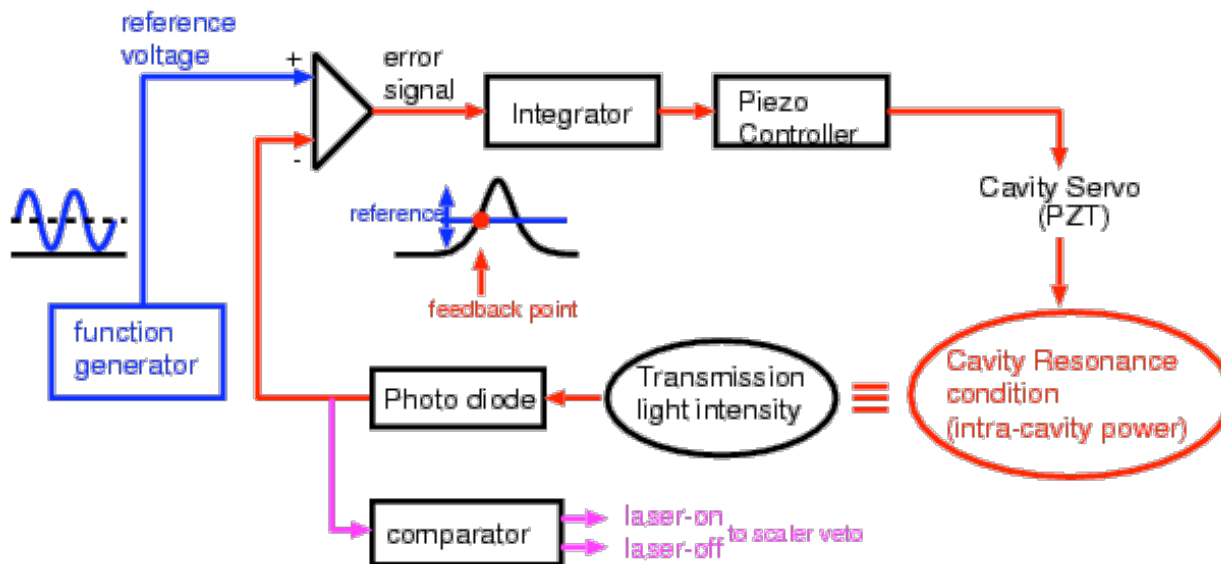 reference
voltage
+
-
error
signal
Integrator
Piezo
Controller
Cavity Servo
(PZT)
reference
feedback point
function
generator
Photo diode
Transmission
light intensity
Cavity Resonance
condition
(intra-cavity power)
comparator
laser-on
laser-off
to scaler veto